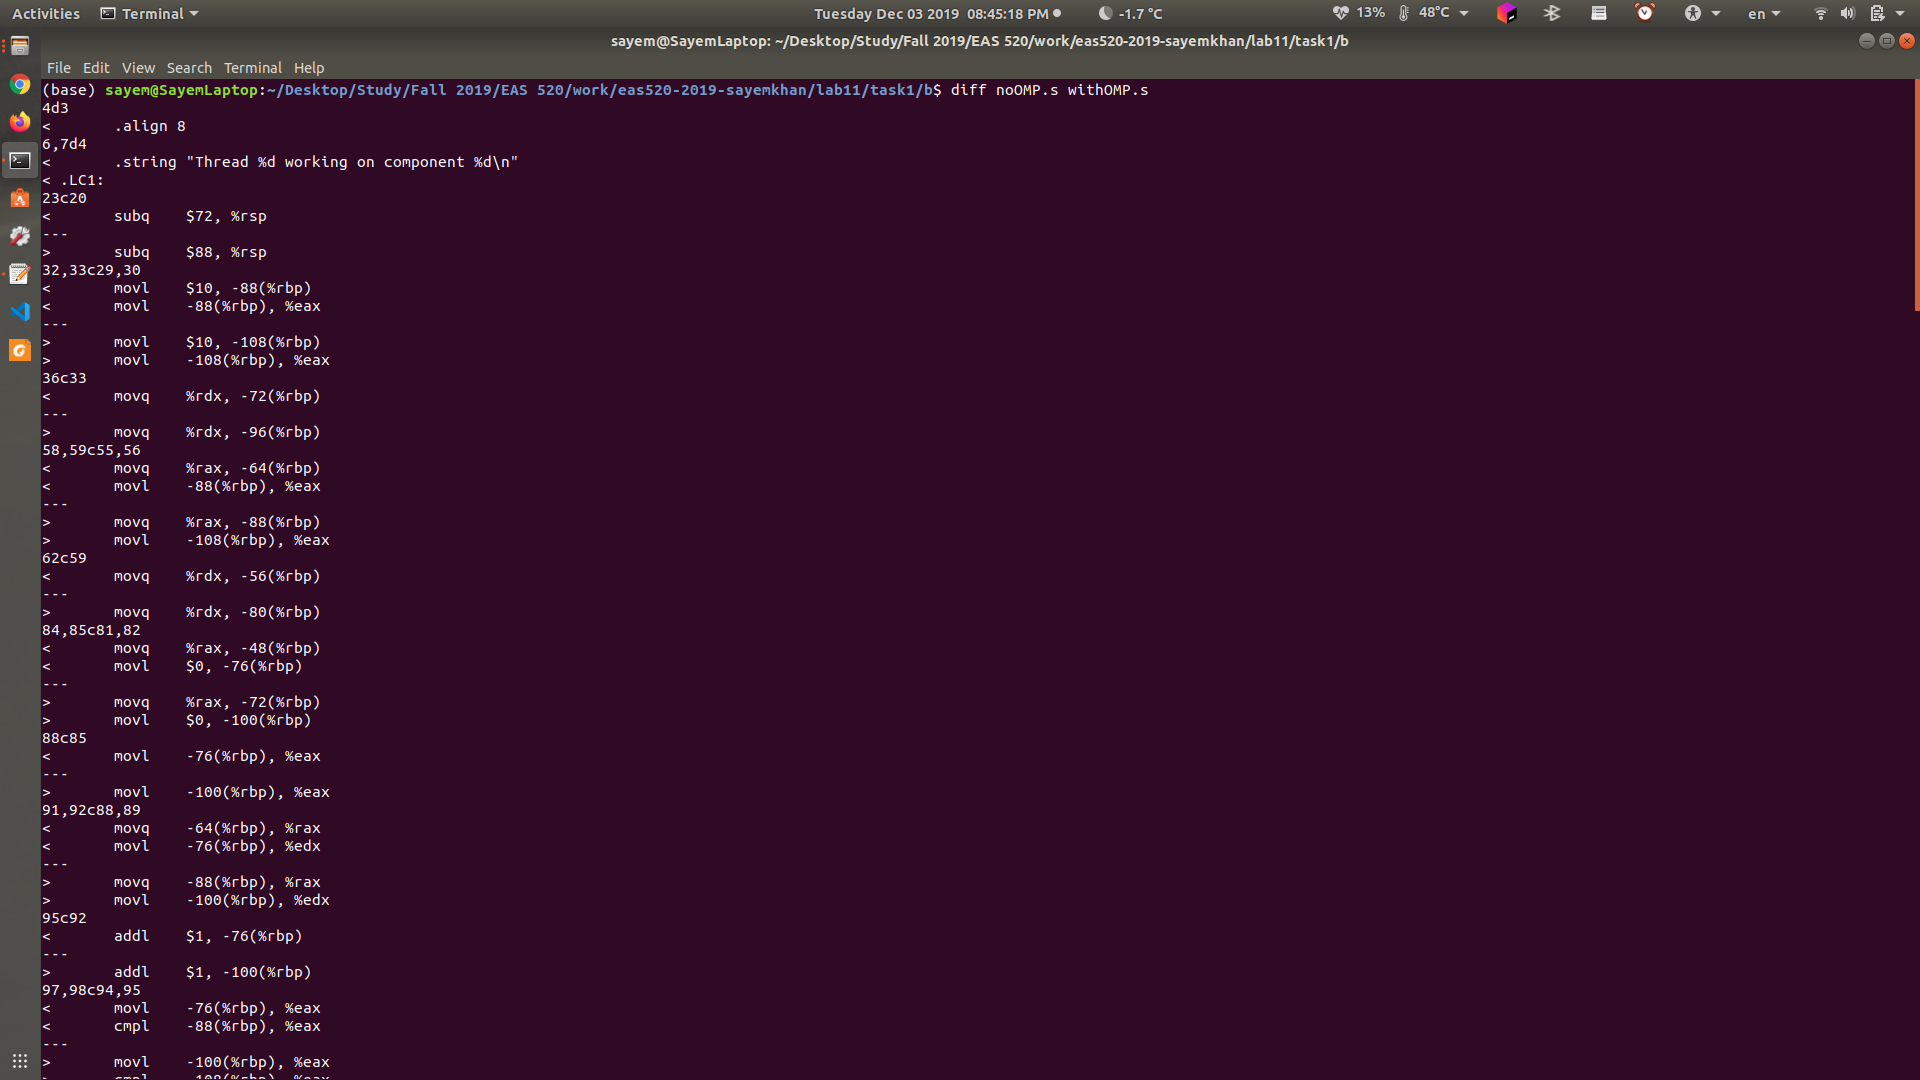 Activities Terminal Tuesday Dec 03 2019 08:45:18 PM -1.7 °C 13% 48°C en
sayem@SayemLaptop: ~/Desktop/Study/Fall 2019/EAS 520/work/eas520-2019-sayemkhan/lab11/task1/b
File Edit View Search Terminal Help
(base) sayem@SayemLaptop:~/Desktop/Study/Fall 2019/EAS 520/work/eas520-2019-sayemkhan/lab11/task1/b$ diff noOMP.s withOMP.s
4d3
< .align 8
6,7d4
< .string "Thread %d working on component %d\n"
< .LC1:
23c20
< subq $72, %rsp
---
> subq $88, %rsp
32,33c29,30
< movl $10, -88(%rbp)
< movl -88(%rbp), %eax
---
> movl $10, -108(%rbp)
> movl -108(%rbp), %eax
36c33
< movq %rdx, -72(%rbp)
---
> movq %rdx, -96(%rbp)
58,59c55,56
< movq %rax, -64(%rbp)
< movl -88(%rbp), %eax
---
> movq %rax, -88(%rbp)
> movl -108(%rbp), %eax
62c59
< movq %rdx, -56(%rbp)
---
> movq %rdx, -80(%rbp)
84,85c81,82
< movq %rax, -48(%rbp)
< movl $0, -76(%rbp)
---
> movq %rax, -72(%rbp)
> movl $0, -100(%rbp)
88c85
< movl -76(%rbp), %eax
---
> movl -100(%rbp), %eax
91,92c88,89
< movq -64(%rbp), %rax
< movl -76(%rbp), %edx
---
> movq -88(%rbp), %rax
> movl -100(%rbp), %edx
95c92
< addl $1, -76(%rbp)
---
> addl $1, -100(%rbp)
97,98c94,95
< movl -76(%rbp), %eax
< cmpl -88(%rbp), %eax
---
> movl -100(%rbp), %eax
> cmpl -108(%rbp), %eax